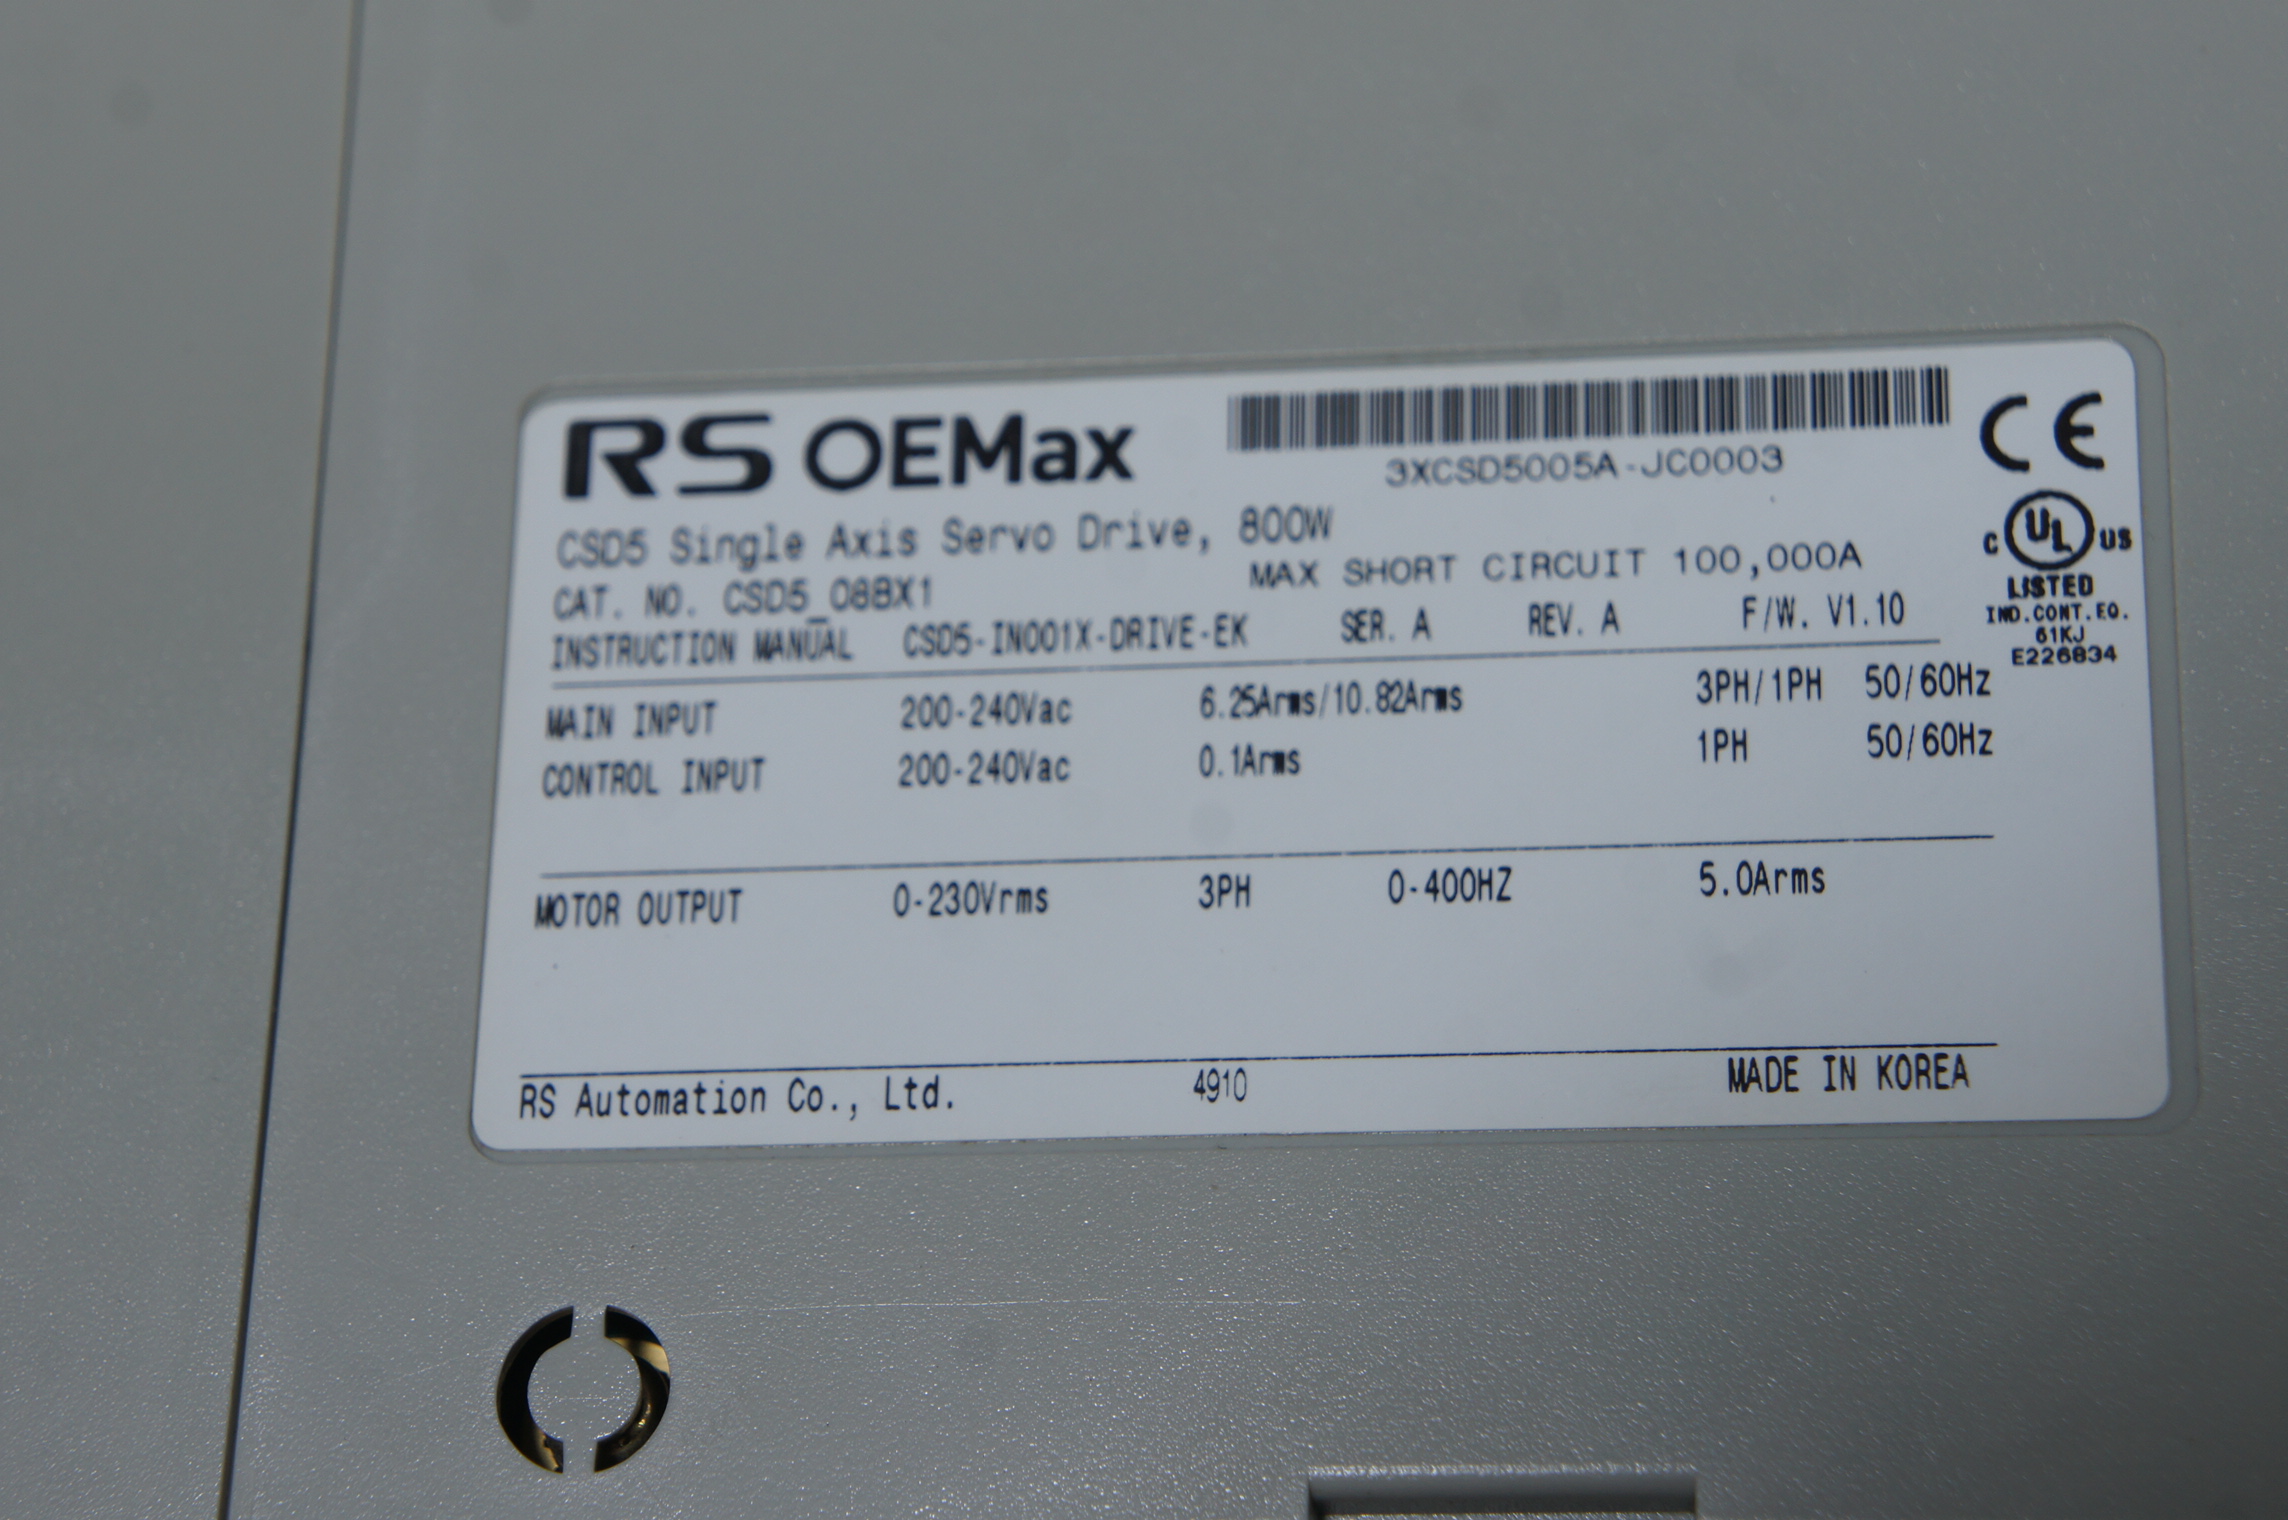 RS OEMax
3XCSD5005A-JC0003
CE
CSD5 Single Axis Servo Drive, 800W
C UL US
LISTED
IND.CONT.EQ.
61KJ
E226834
MAX SHORT CIRCUIT 100,000A
CAT. NO. CSD5_08BX1
INSTRUCTION MANUAL CSD5-IN001X-DRIVE-EK SER. A REV. A F/W. V1.10
MAIN INPUT 200-240Vac 6.25Arms/10.82Arms 3PH/1PH 50/60Hz
CONTROL INPUT 200-240Vac 0.1Arms 1PH 50/60Hz
MOTOR OUTPUT 0-230Vrms 3PH 0-400HZ 5.0Arms
RS Automation Co., Ltd. 4910 MADE IN KOREA